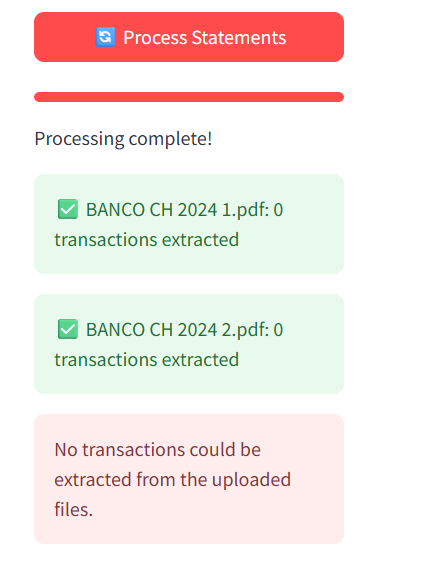 🔄 Process Statements
Processing complete!
✅ BANCO CH 2024 1.pdf: 0
transactions extracted
✅ BANCO CH 2024 2.pdf: 0
transactions extracted
No transactions could be
extracted from the uploaded
files.